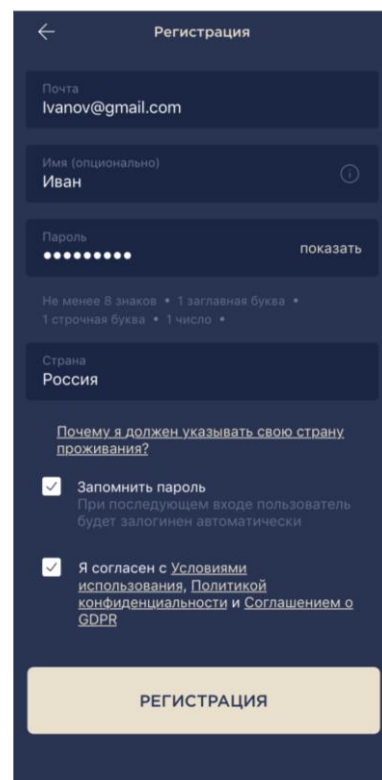 Регистрация
Почта
Ivanov@gmail.com
Имя (опционально)
Иван
Пароль
показать
Не менее 8 знаков • 1 заглавная буква •
1 строчная буква • 1 число •
Страна
Россия
Почему я должен указывать свою страну
проживания?
Запомнить пароль
При последующем входе пользователь
будет залогинен автоматически
Я согласен с Условиями
использования, Политикой
конфиденциальности и Соглашением о
GDPR
РЕГИСТРАЦИЯ